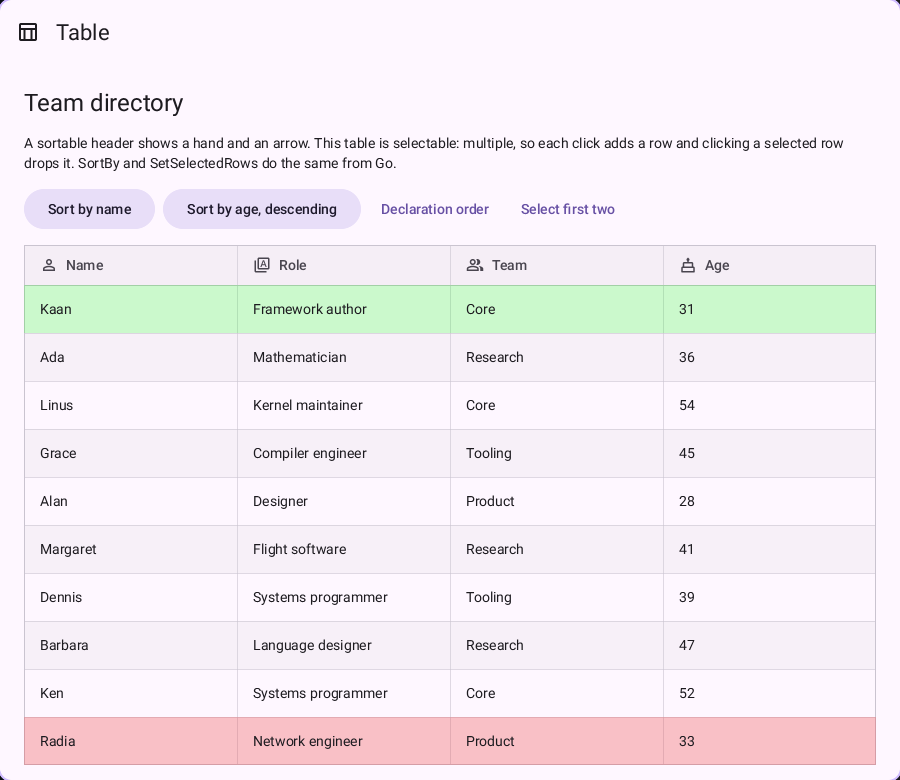 Table
Team directory
A sortable header shows a hand and an arrow. This table is selectable: multiple, so each click adds a row and clicking a selected row
drops it. SortBy and SetSelectedRows do the same from Go.
Sort by name Sort by age, descending Declaration order Select first two
Name Role Team Age
Kaan Framework author Core 31
Ada Mathematician Research 36
Linus Kernel maintainer Core 54
Grace Compiler engineer Tooling 45
Alan Designer Product 28
Margaret Flight software Research 41
Dennis Systems programmer Tooling 39
Barbara Language designer Research 47
Ken Systems programmer Core 52
Radia Network engineer Product 33